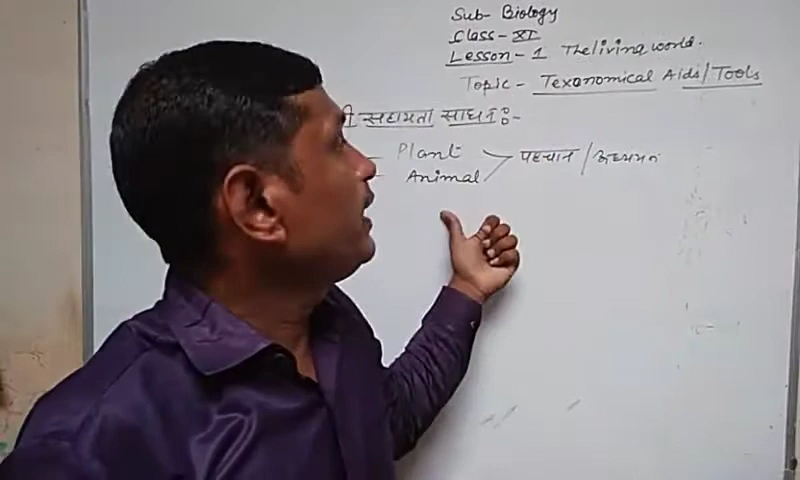 Sub- Biology
Class - XI
Lesson - 1 The living world.
Topic - Texonomical Aids/Tools
सहायता साधन :-
Plant
Animal
पहचान / अध्ययन